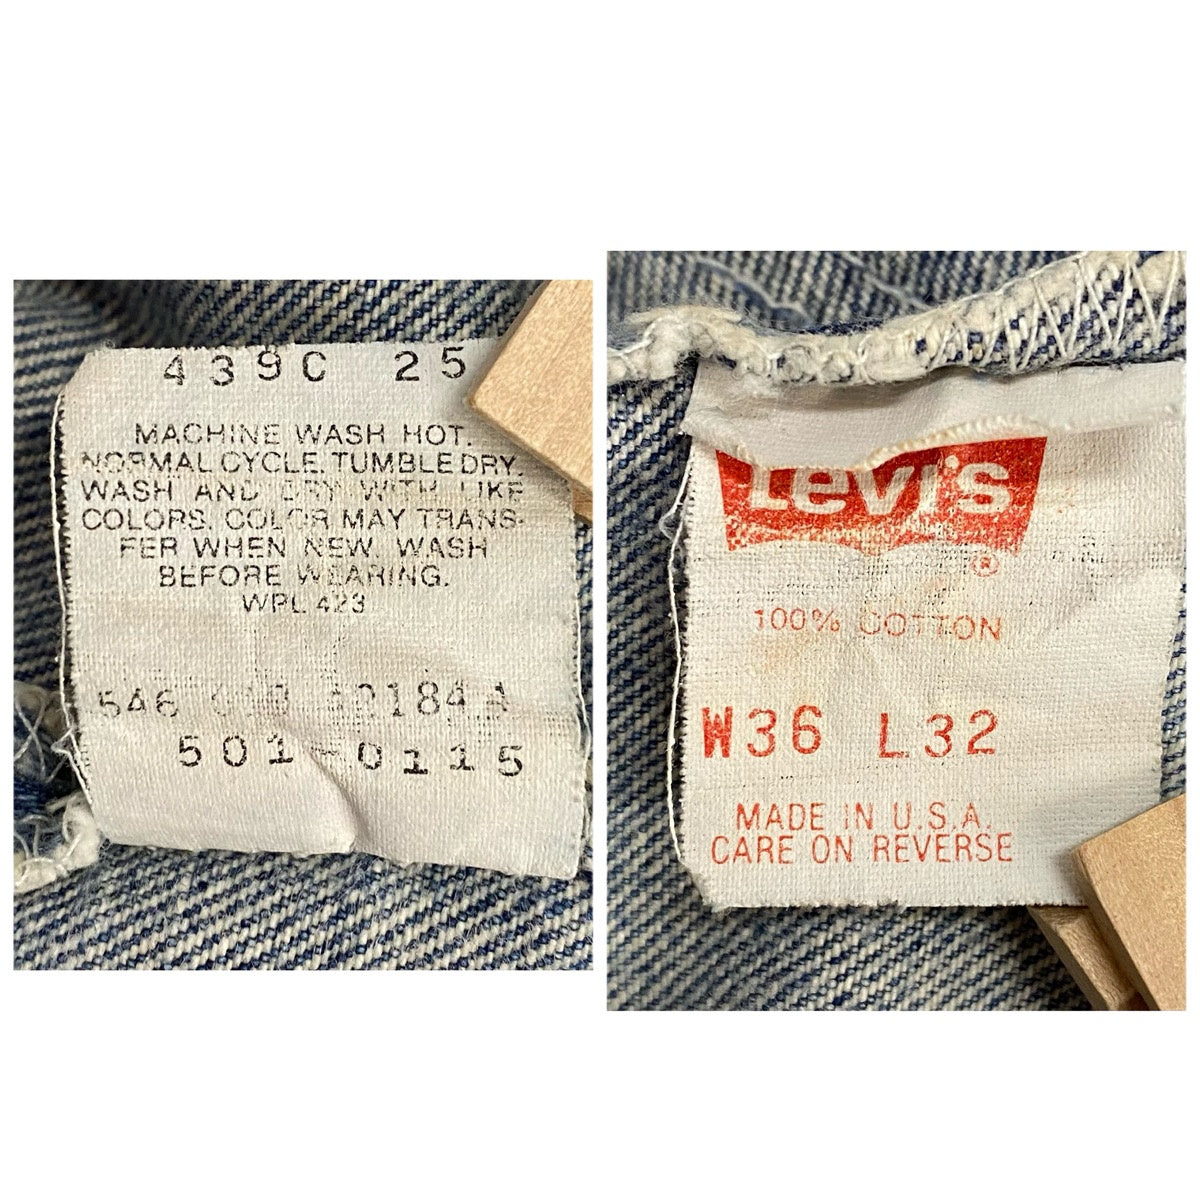 439C 25
MACHINE WASH HOT.
NORMAL CYCLE. TUMBLE DRY.
WASH AND DRY WITH LIKE
COLORS. COLOR MAY TRANS-
FER WHEN NEW. WASH
BEFORE WEARING.
WPL 423
546
501-0115
Levi's
®
100% COTTON
W36 L32
MADE IN U.S.A.
CARE ON REVERSE